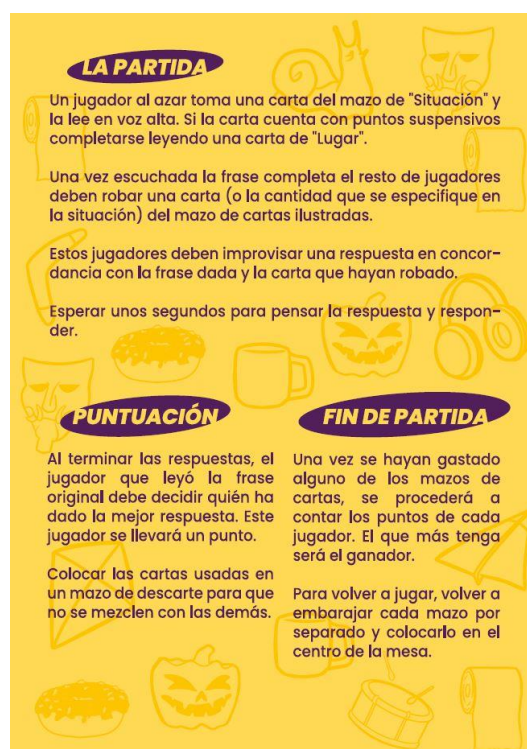 LA PARTIDA
Un jugador al azar toma una carta del mazo de "Situación" y
la lee en voz alta. Si la carta cuenta con puntos suspensivos
completarse leyendo una carta de "Lugar".
Una vez escuchada la frase completa el resto de jugadores
deben robar una carta (o la cantidad que se especifique en
la situación) del mazo de cartas ilustradas.
Estos jugadores deben improvisar una respuesta en concor-
dancia con la frase dada y la carta que hayan robado.
Esperar unos segundos para pensar la respuesta y respon-
der.
PUNTUACIÓN
Al terminar las respuestas, el
jugador que leyó la frase
original debe decidir quién ha
dado la mejor respuesta. Este
jugador se llevará un punto.
Colocar las cartas usadas en
un mazo de descarte para que
no se mezclen con las demás.
FIN DE PARTIDA
Una vez se hayan gastado
alguno de los mazos de
cartas, se procederá a
contar los puntos de cada
jugador. El que más tenga
será el ganador.
Para volver a jugar, volver a
embarajar cada mazo por
separado y colocarlo en el
centro de la mesa.